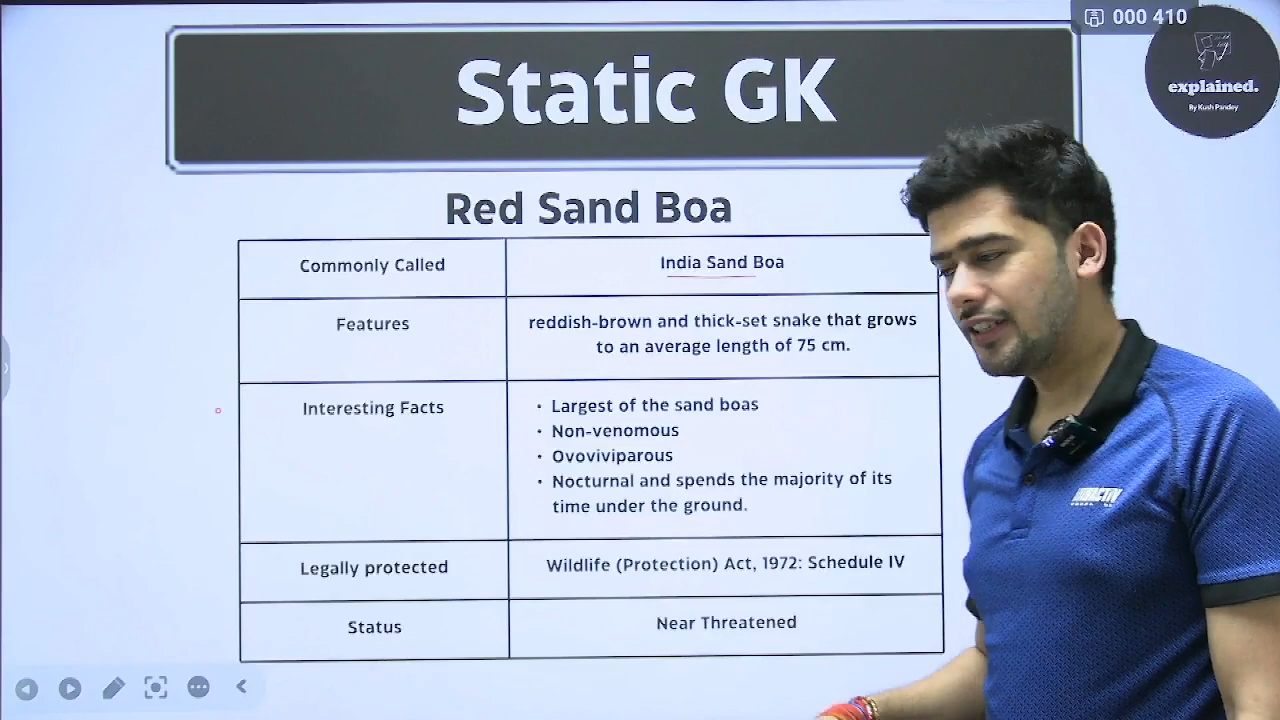 000 410
explained.
By Kush Pandey
Static GK
Red Sand Boa
Commonly Called
India Sand Boa
Features
reddish-brown and thick-set snake that grows
to an average length of 75 cm.
Interesting Facts
• Largest of the sand boas
• Non-venomous
• Ovoviviparous
• Nocturnal and spends the majority of its
time under the ground.
Legally protected
Wildlife (Protection) Act, 1972: Schedule IV
Status
Near Threatened